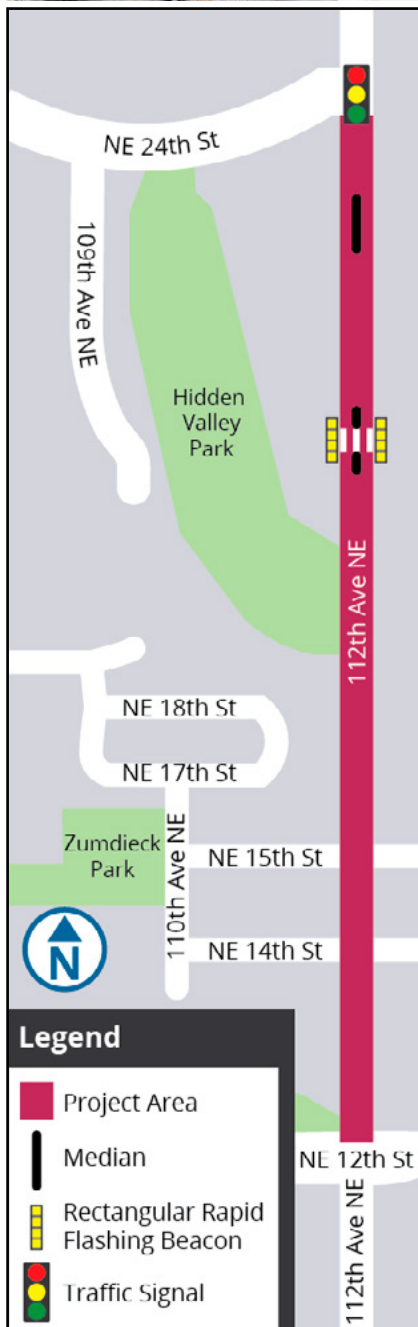 NE 24th St
109th Ave NE
Hidden
Valley
Park
112th Ave NE
NE 18th St
NE 17th St
Zumdieck
Park
110th Ave NE
NE 15th St
NE 14th St
N
Legend
Project Area
Median
Rectangular Rapid
Flashing Beacon
Traffic Signal
NE 12th St
112th Ave NE